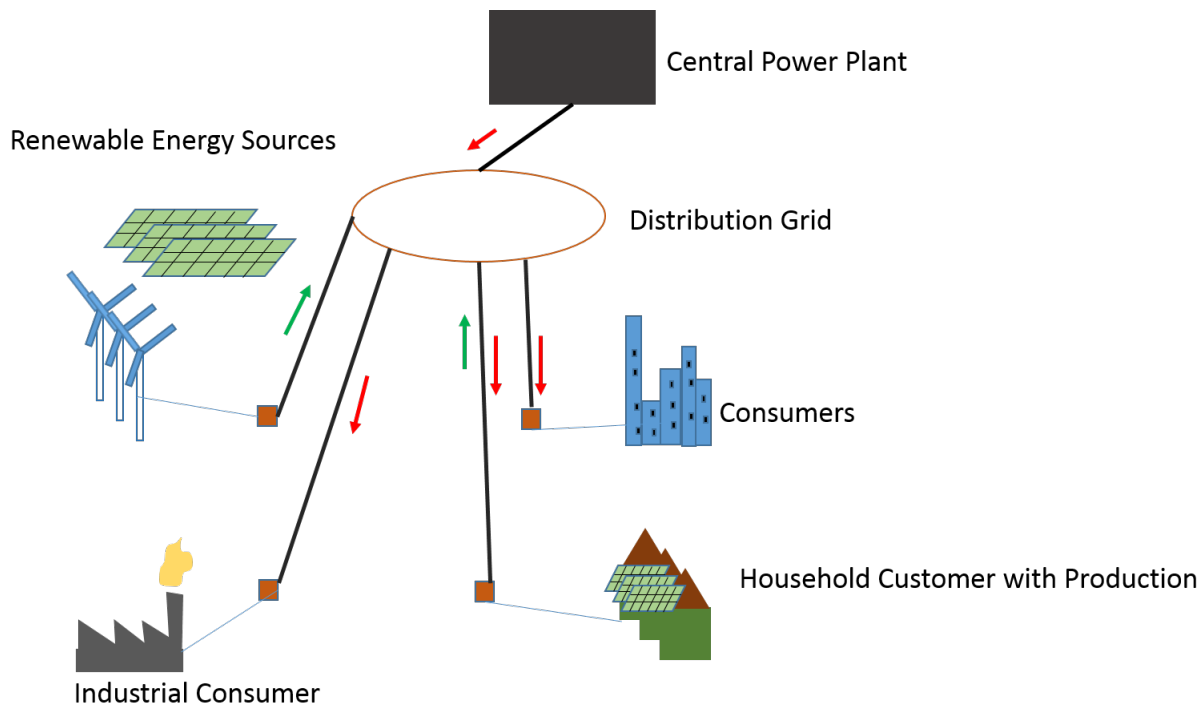 Central Power Plant
Renewable Energy Sources
Distribution Grid
Consumers
Household Customer with Production
Industrial Consumer